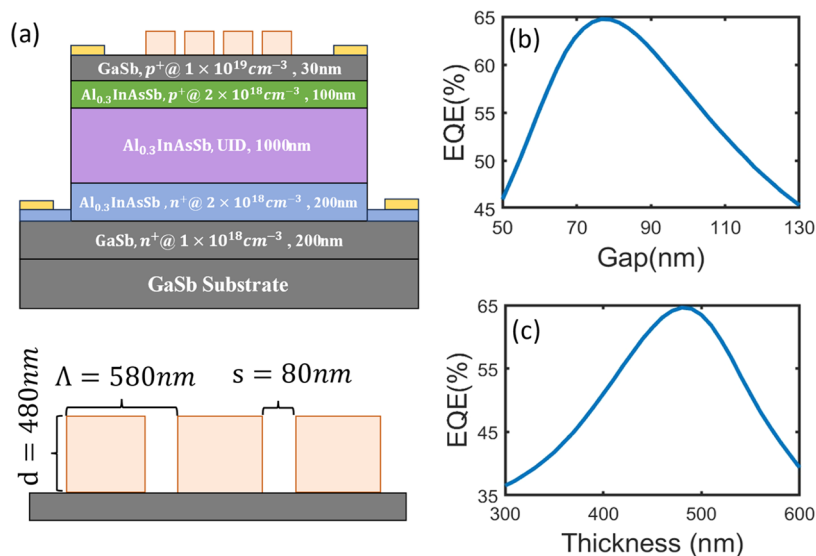 (a)
GaSb, p⁺@ 1 × 10¹⁹cm⁻³ , 30nm
Al₀.₃InAsSb, p⁺@ 2 × 10¹⁸cm⁻³ , 100nm
Al₀.₃InAsSb, UID, 1000nm
Al₀.₃InAsSb , n⁺@ 2 × 10¹⁸cm⁻³ , 200nm
GaSb, n⁺@ 1 × 10¹⁸cm⁻³ , 200nm
GaSb Substrate
Λ = 580nm
s = 80nm
d = 480nm
(b)
EQE(%)
65
60
55
50
45
50
70
90
110
130
Gap(nm)
(c)
EQE(%)
65
55
45
35
300
400
500
600
Thickness (nm)